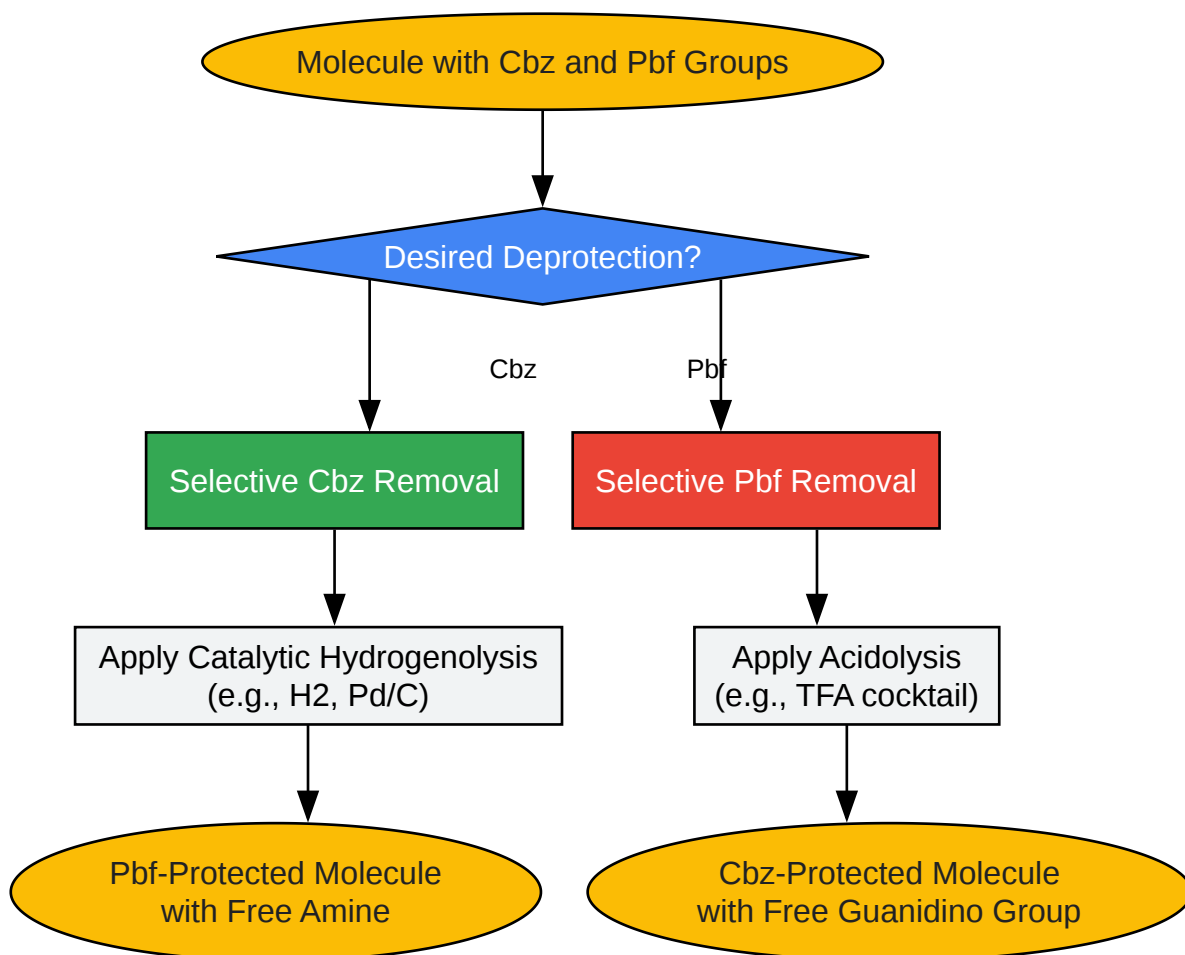 Molecule with Cbz and Pbf Groups
Desired Deprotection?
Cbz
Pbf
Selective Cbz Removal
Selective Pbf Removal
Apply Catalytic Hydrogenolysis
(e.g., H2, Pd/C)
Apply Acidolysis
(e.g., TFA cocktail)
Pbf-Protected Molecule
with Free Amine
Cbz-Protected Molecule
with Free Guanidino Group